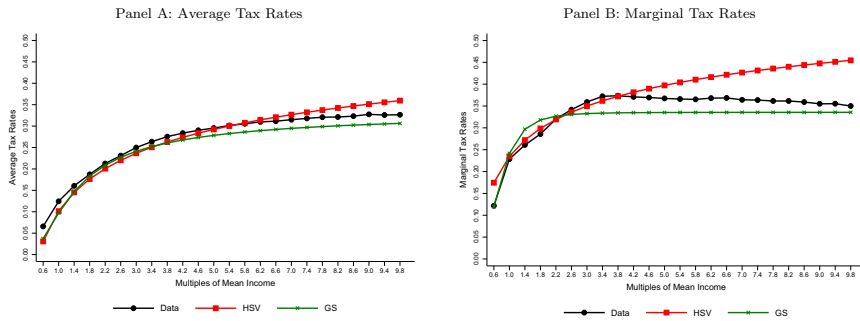 Panel A: Average Tax Rates
Average Tax Rates
0.50
0.45
0.40
0.35
0.30
0.25
0.20
0.15
0.10
0.05
0.00
0.6 1.0 1.4 1.8 2.2 2.6 3.0 3.4 3.8 4.2 4.6 5.0 5.4 5.8 6.2 6.6 7.0 7.4 7.8 8.2 8.6 9.0 9.4 9.8
Multiples of Mean Income
Data HSV GS
Panel B: Marginal Tax Rates
Marginal Tax Rates
0.50
0.45
0.40
0.35
0.30
0.25
0.20
0.15
0.10
0.05
0.00
0.6 1.0 1.4 1.8 2.2 2.6 3.0 3.4 3.8 4.2 4.6 5.0 5.4 5.8 6.2 6.6 7.0 7.4 7.8 8.2 8.6 9.0 9.4 9.8
Multiples of Mean Income
Data HSV GS